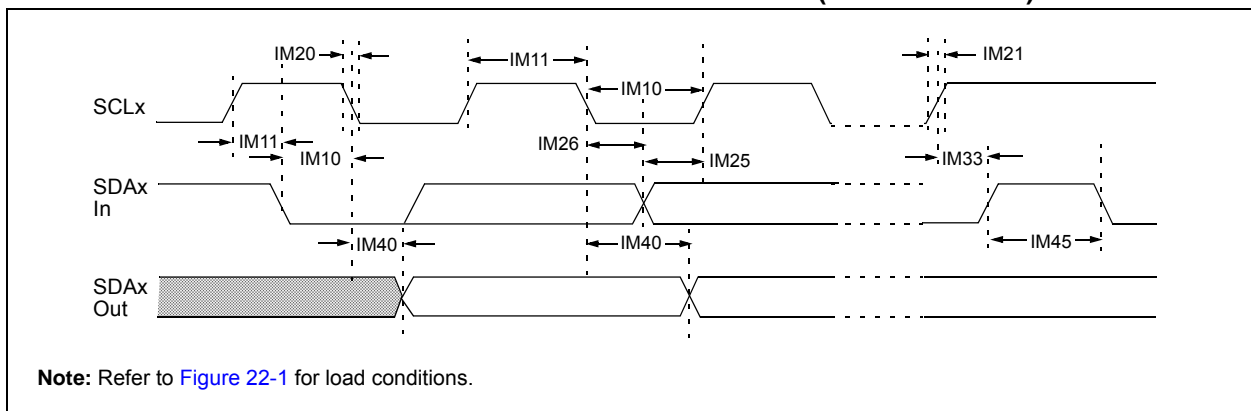 IM20
IM11
IM21
IM10
SCLx
IM11
IM26
IM10
IM25
IM33
SDAx
In
IM40
IM40
IM45
SDAx
Out
Note: Refer to Figure 22-1 for load conditions.